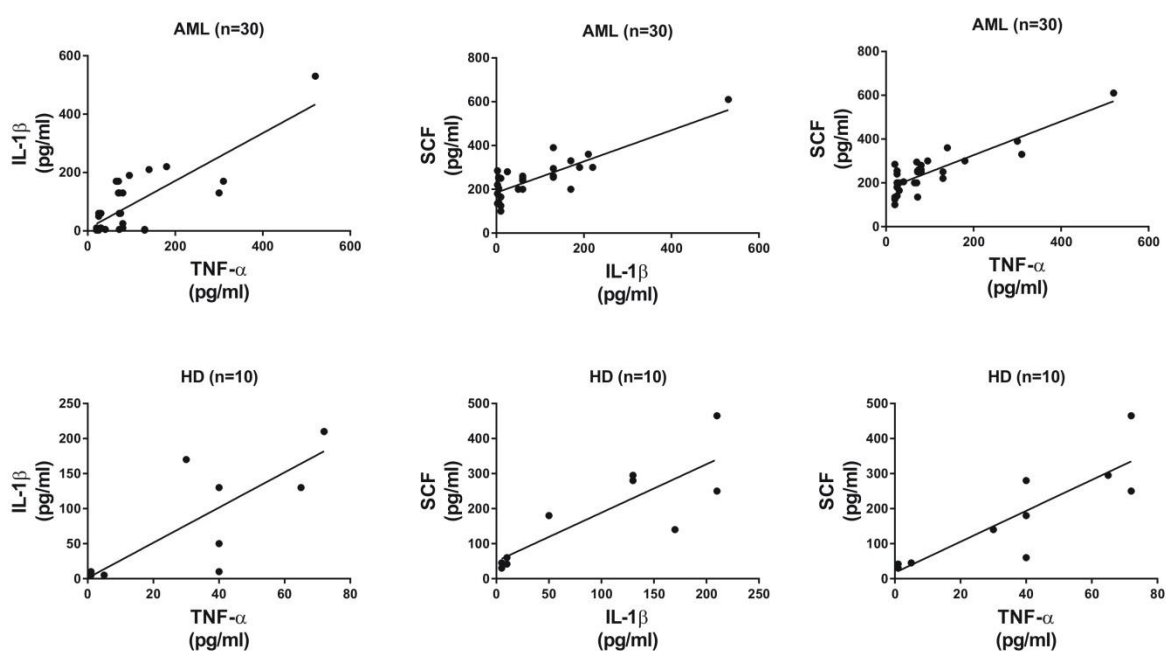 AML (n=30)
IL-1β
(pg/ml)
600
400
200
0
0 200 400 600
TNF-α
(pg/ml)
AML (n=30)
SCF
(pg/ml)
800
600
400
200
0
0 200 400 600
IL-1β
(pg/ml)
AML (n=30)
SCF
(pg/ml)
800
600
400
200
0
0 200 400 600
TNF-α
(pg/ml)
HD (n=10)
IL-1β
(pg/ml)
250
200
150
100
50
0
0 20 40 60 80
TNF-α
(pg/ml)
HD (n=10)
SCF
(pg/ml)
500
400
300
200
100
0
0 50 100 150 200 250
IL-1β
(pg/ml)
HD (n=10)
SCF
(pg/ml)
500
400
300
200
100
0
0 20 40 60 80
TNF-α
(pg/ml)